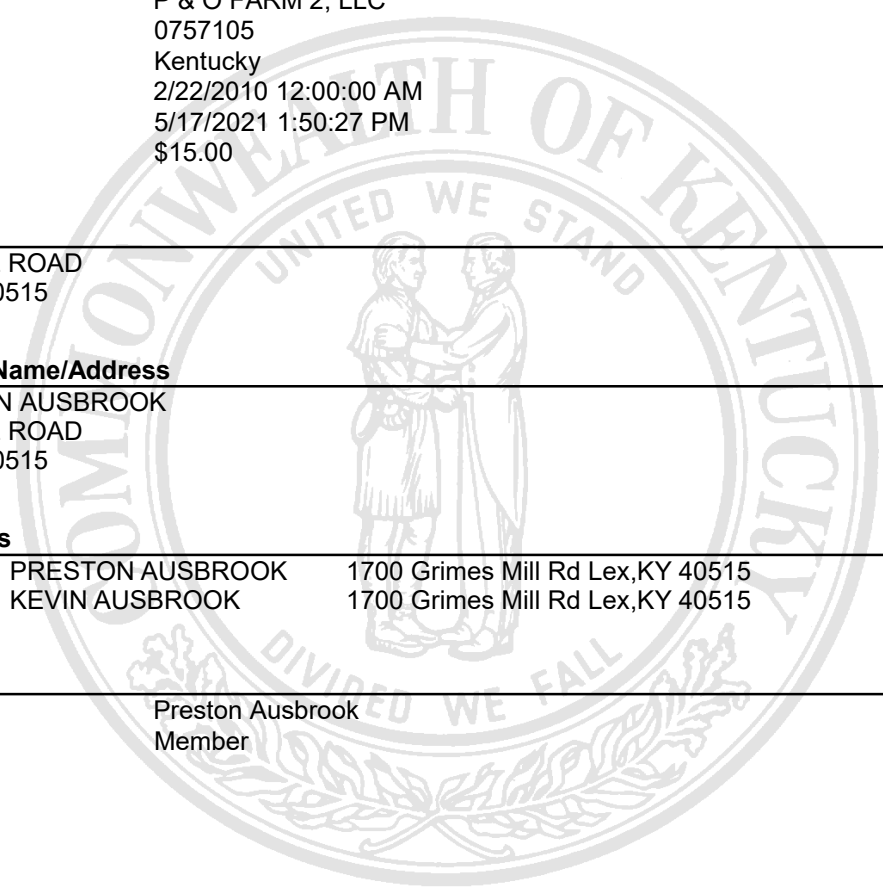 P & O FARM 2, LLC
0757105
Kentucky
2/22/2010 12:00:00 AM
5/17/2021 1:50:27 PM
$15.00
ROAD
0515
Name/Address
N AUSBROOK
ROAD
0515
s
PRESTON AUSBROOK 1700 Grimes Mill Rd Lex,KY 40515
KEVIN AUSBROOK 1700 Grimes Mill Rd Lex,KY 40515
Preston Ausbrook
Member
COMMONWEALTH OF KENTUCKY
UNITED WE STAND
DIVIDED WE FALL